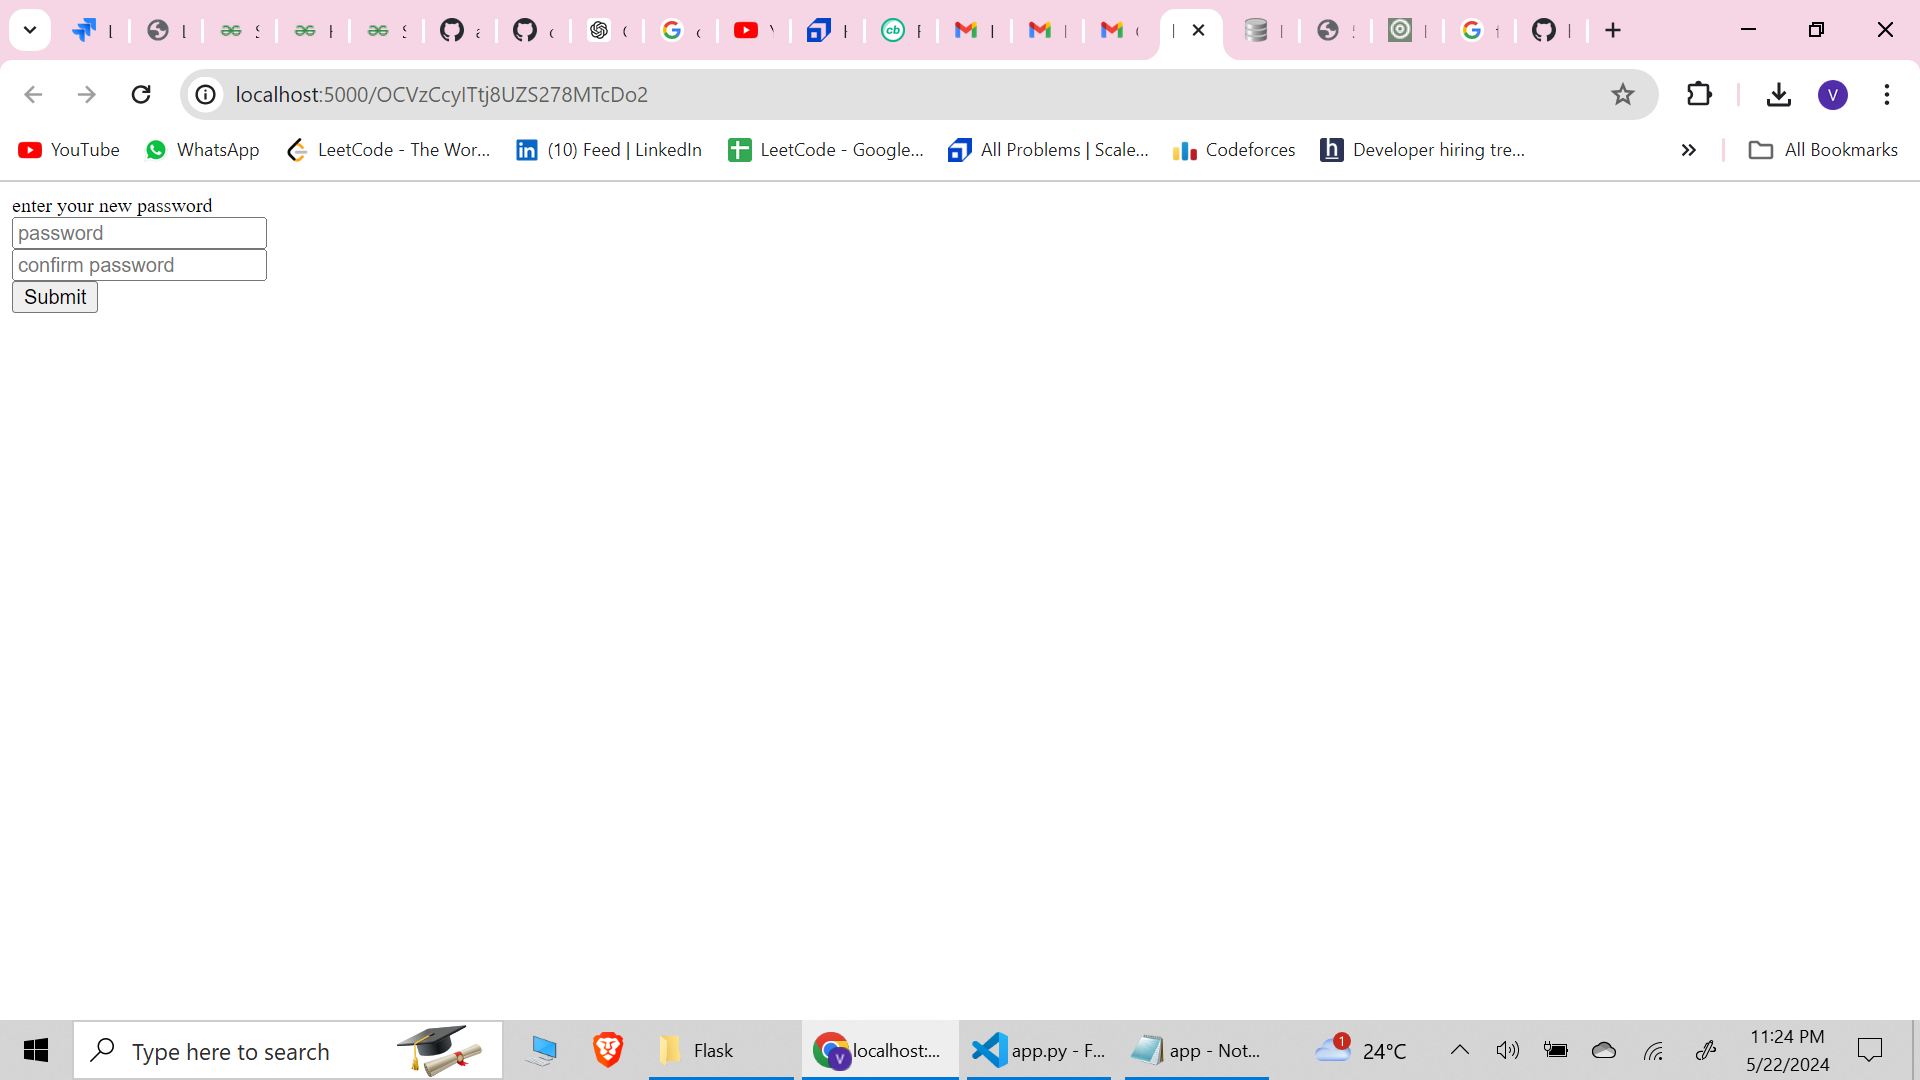 localhost:5000/OCVzCcyITtj8UZS278MTcDo2
V
YouTube WhatsApp LeetCode - The Wor... (10) Feed | LinkedIn LeetCode - Google... All Problems | Scale... Codeforces Developer hiring tre... » All Bookmarks
enter your new password
password
confirm password
Submit
Type here to search Flask localhost:... app.py - F... app - Not... 1 24°C 11:24 PM
5/22/2024